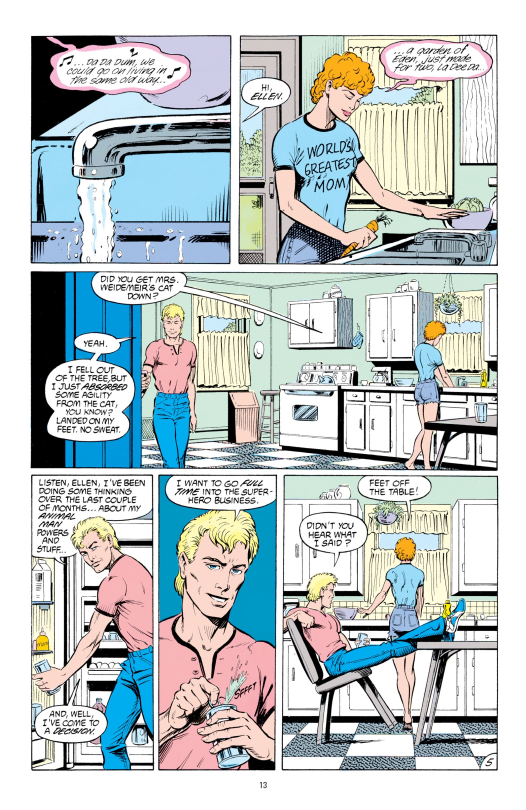 ...DA DA DUM, WE
COULD GO ON LIVING IN
THE SAME OLD WAY...
HI,
ELLEN.
...A GARDEN OF
EDEN, JUST MADE
FOR TWO, LA DEE DA...
WORLD'S
GREATEST
MOM
DID YOU GET MRS.
WEIDEMEIR'S CAT
DOWN?
YEAH.
I FELL OUT
OF THE TREE, BUT
I JUST ABSORBED
SOME AGILITY
FROM THE CAT,
YOU KNOW?
LANDED ON MY
FEET. NO SWEAT.
LISTEN, ELLEN, I'VE BEEN
DOING SOME THINKING
OVER THE LAST COUPLE
OF MONTHS... ABOUT MY
ANIMAL
MAN
POWERS
AND
STUFF...
AND, WELL,
I'VE COME TO
A DECISION.
I WANT TO GO FULL
TIME INTO THE SUPER-
HERO BUSINESS.
SFFFT
FEET OFF
THE TABLE!
DIDN'T YOU
HEAR WHAT
I SAID?
5
13